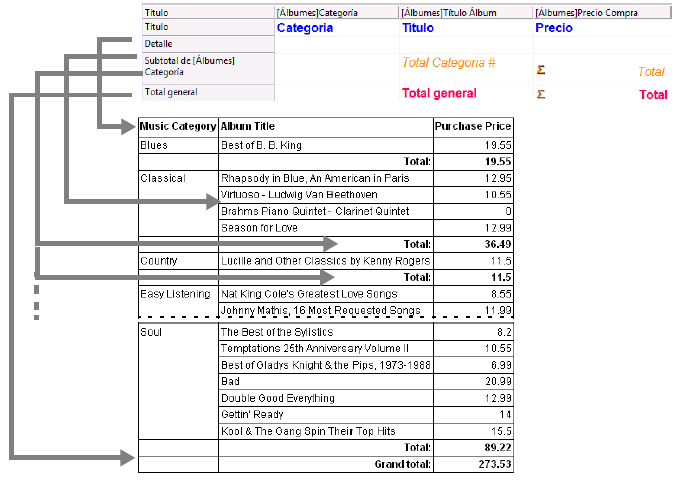 Título [Álbumes]Categoría [Álbumes]Título Álbum [Álbumes]Precio Compra
Título Categoria Titulo Precio
Detalle
Subtotal de [Álbumes] Categoría Total Categoria # Σ Total
Total general Total general Σ Total
Music Category Album Title Purchase Price
Blues Best of B. B. King 19.55
Total: 19.55
Classical Rhapsody in Blue, An American in Paris 12.95
Virtuoso - Ludwig Van Beethoven 10.55
Brahms Piano Quintet - Clarinet Quintet 0
Season for Love 12.99
Total: 36.49
Country Lucille and Other Classics by Kenny Rogers 11.5
Total: 11.5
Easy Listening Nat King Cole's Greatest Love Songs 8.55
Johnny Mathis, 16 Most Requested Songs 11.99
Soul The Best of the Sylistics 8.2
Temptations 25th Anniversary Volume II 10.55
Best of Gladys Knight & the Pips, 1973-1988 6.99
Bad 20.99
Double Good Everything 12.99
Gettin' Ready 14
Kool & The Gang Spin Their Top Hits 15.5
Total: 89.22
Grand total: 273.53